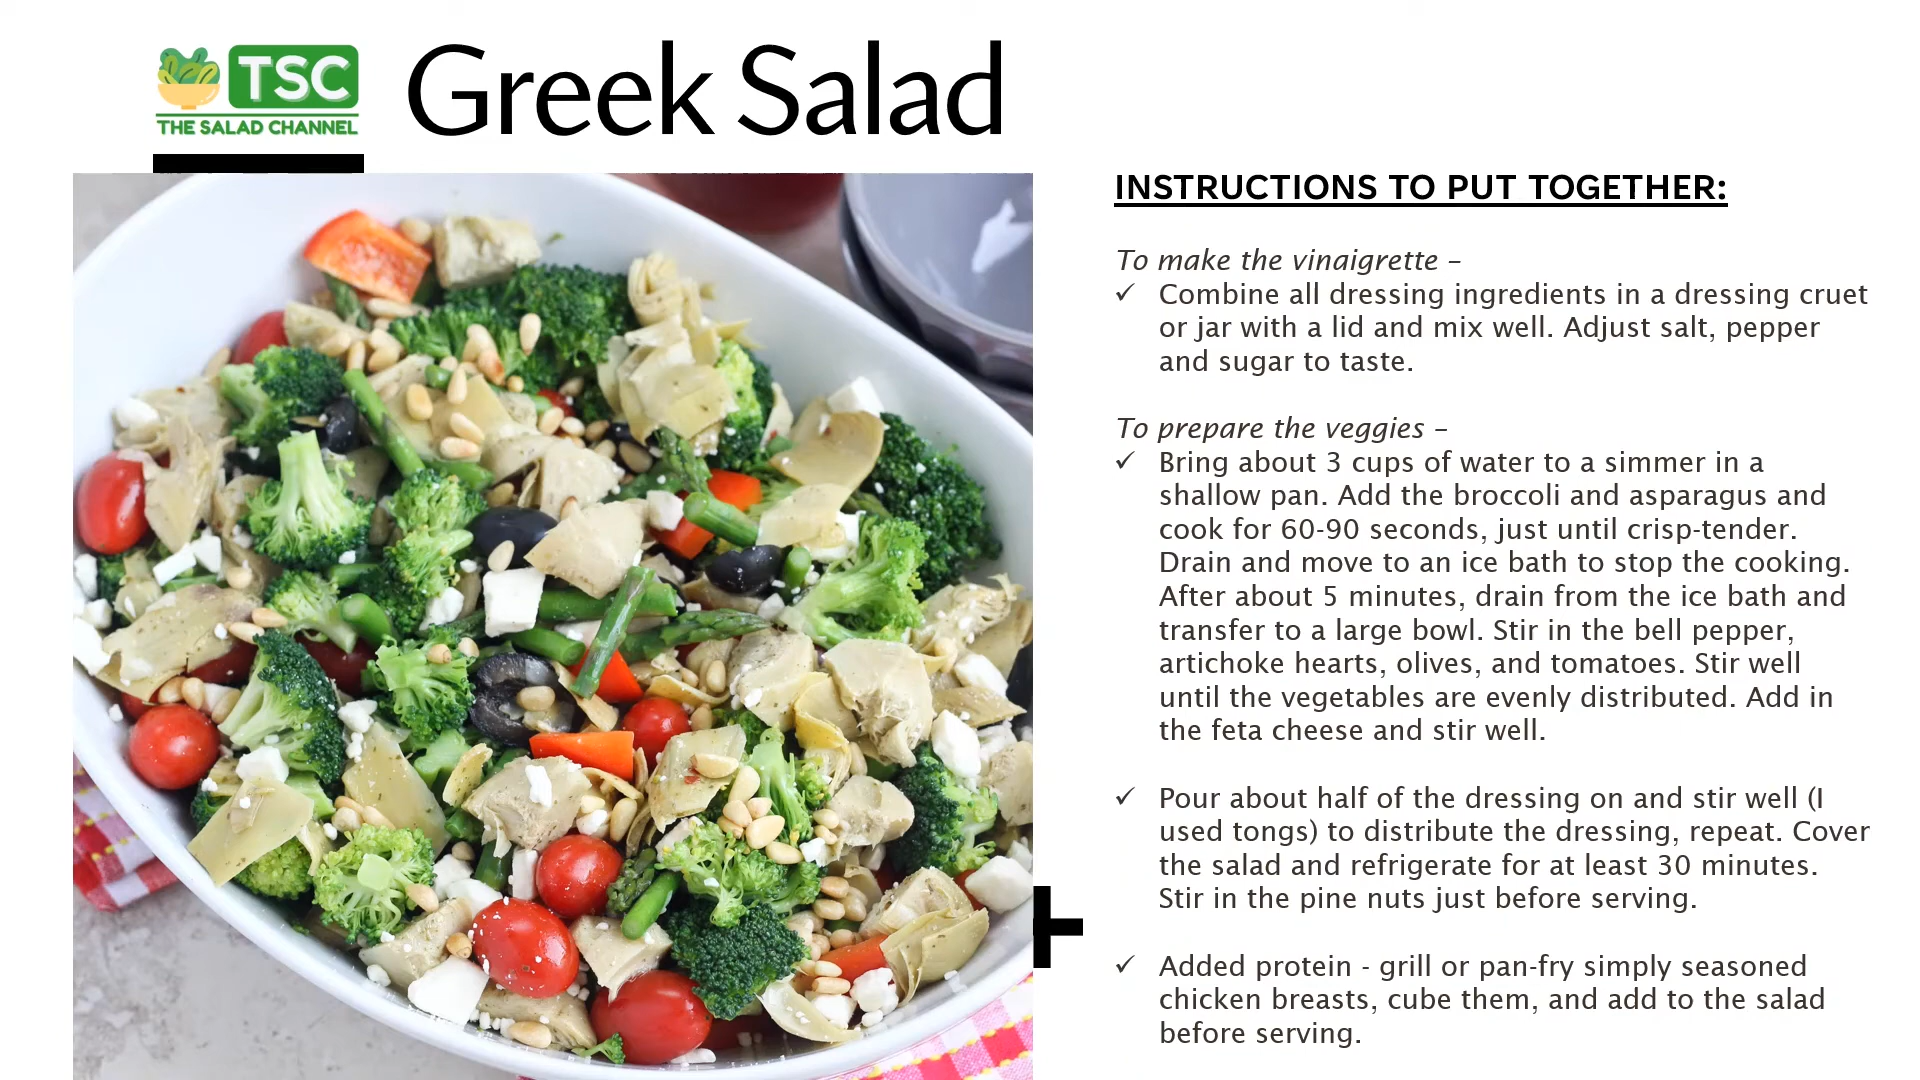 TSC
THE SALAD CHANNEL
Greek Salad
INSTRUCTIONS TO PUT TOGETHER:
To make the vinaigrette –
✓ Combine all dressing ingredients in a dressing cruet
or jar with a lid and mix well. Adjust salt, pepper
and sugar to taste.
To prepare the veggies –
✓ Bring about 3 cups of water to a simmer in a
shallow pan. Add the broccoli and asparagus and
cook for 60-90 seconds, just until crisp-tender.
Drain and move to an ice bath to stop the cooking.
After about 5 minutes, drain from the ice bath and
transfer to a large bowl. Stir in the bell pepper,
artichoke hearts, olives, and tomatoes. Stir well
until the vegetables are evenly distributed. Add in
the feta cheese and stir well.
✓ Pour about half of the dressing on and stir well (I
used tongs) to distribute the dressing, repeat. Cover
the salad and refrigerate for at least 30 minutes.
Stir in the pine nuts just before serving.
✓ Added protein - grill or pan-fry simply seasoned
chicken breasts, cube them, and add to the salad
before serving.